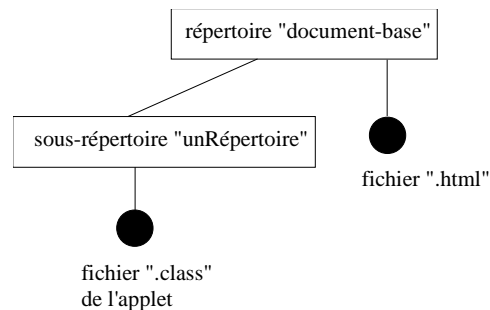 répertoire "document-base"
sous-répertoire "unRépertoire"
fichier ".html"
fichier ".class"
de l'applet